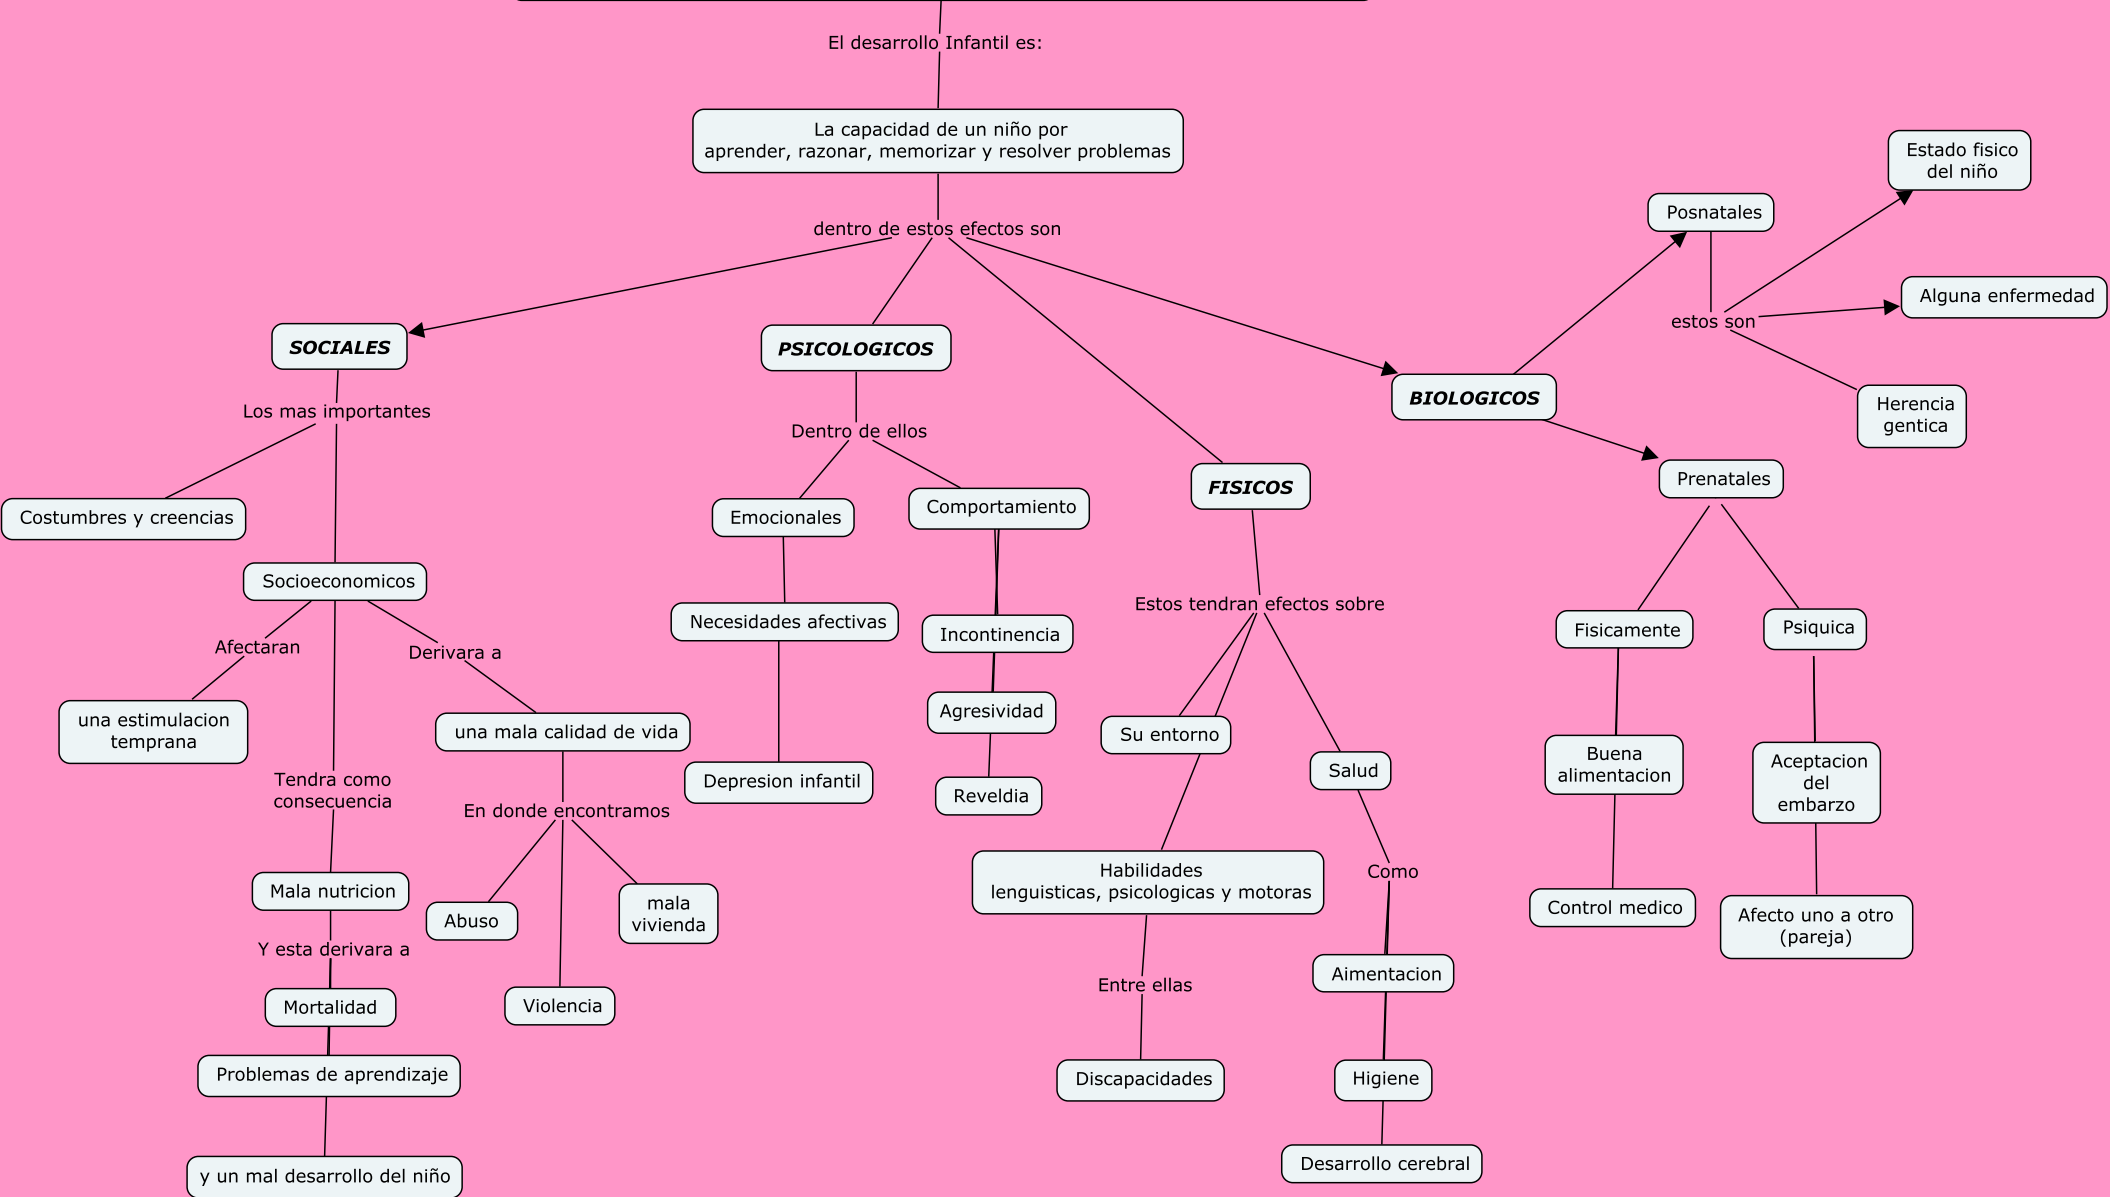 El desarrollo Infantil es:
La capacidad de un niño por
aprender, razonar, memorizar y resolver problemas
dentro de estos efectos son
SOCIALES
Los mas importantes
Costumbres y creencias
Socioeconomicos
Afectaran
una estimulacion
temprana
Tendra como
consecuencia
Mala nutricion
Y esta derivara a
Mortalidad
Problemas de aprendizaje
y un mal desarrollo del niño
Derivara a
una mala calidad de vida
En donde encontramos
Abuso
Violencia
mala
vivienda
PSICOLOGICOS
Dentro de ellos
Emocionales
Necesidades afectivas
Depresion infantil
Comportamiento
Incontinencia
Agresividad
Reveldia
FISICOS
Estos tendran efectos sobre
Su entorno
Habilidades
lenguisticas, psicologicas y motoras
Entre ellas
Discapacidades
Salud
Como
Aimentacion
Higiene
Desarrollo cerebral
BIOLOGICOS
Posnatales
estos son
Estado fisico
del niño
Alguna enfermedad
Herencia
gentica
Prenatales
Fisicamente
Buena
alimentacion
Control medico
Psiquica
Aceptacion
del
embarzo
Afecto uno a otro
(pareja)